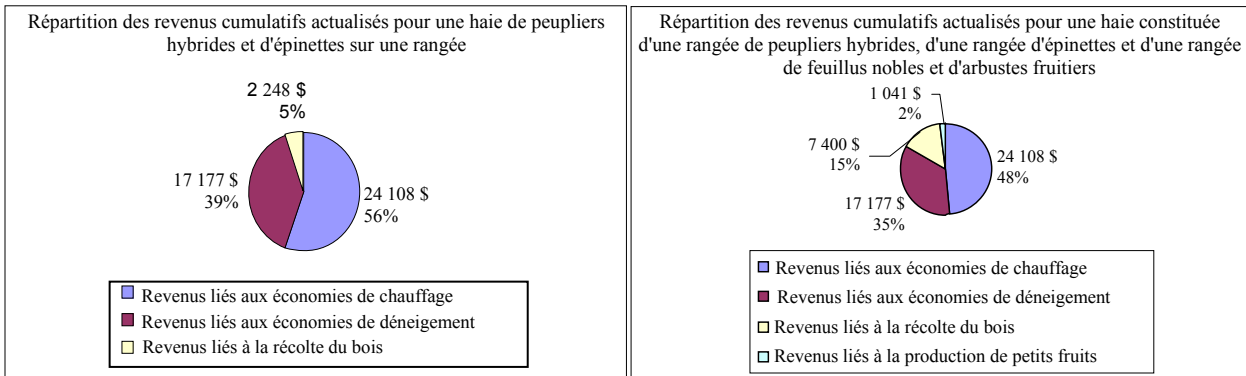 Répartition des revenus cumulatifs actualisés pour une haie de peupliers
hybrides et d'épinettes sur une rangée
2 248 $
5%
17 177 $
39%
24 108 $
56%
Revenus liés aux économies de chauffage
Revenus liés aux économies de déneigement
Revenus liés à la récolte du bois
Répartition des revenus cumulatifs actualisés pour une haie constituée
d'une rangée de peupliers hybrides, d'une rangée d'épinettes et d'une rangée
de feuillus nobles et d'arbustes fruitiers
1 041 $
2%
7 400 $
15%
24 108 $
48%
17 177 $
35%
Revenus liés aux économies de chauffage
Revenus liés aux économies de déneigement
Revenus liés à la récolte du bois
Revenus liés à la production de petits fruits